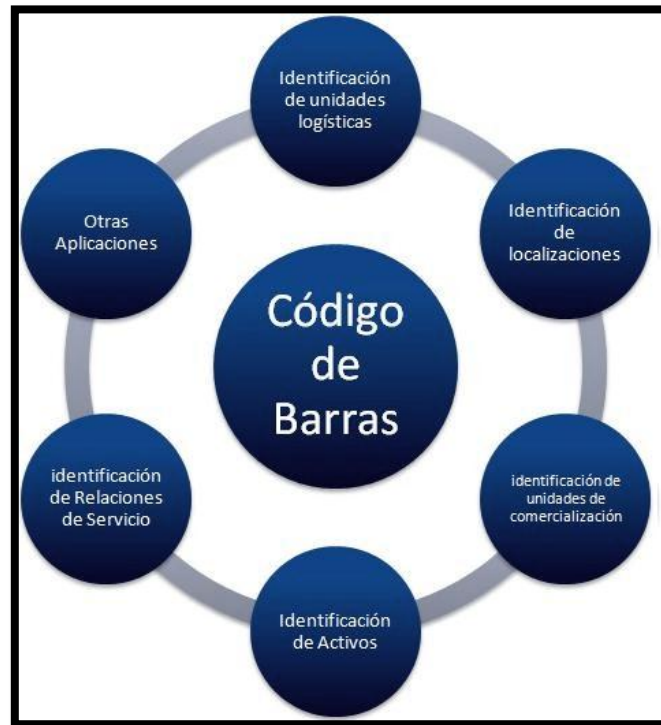 Identificación
de unidades
logísticas
Identificación
de
localizaciones
identificación de
unidades de
comercialización
Identificación
de Activos
identificación
de Relaciones
de Servicio
Otras
Aplicaciones
Código
de
Barras